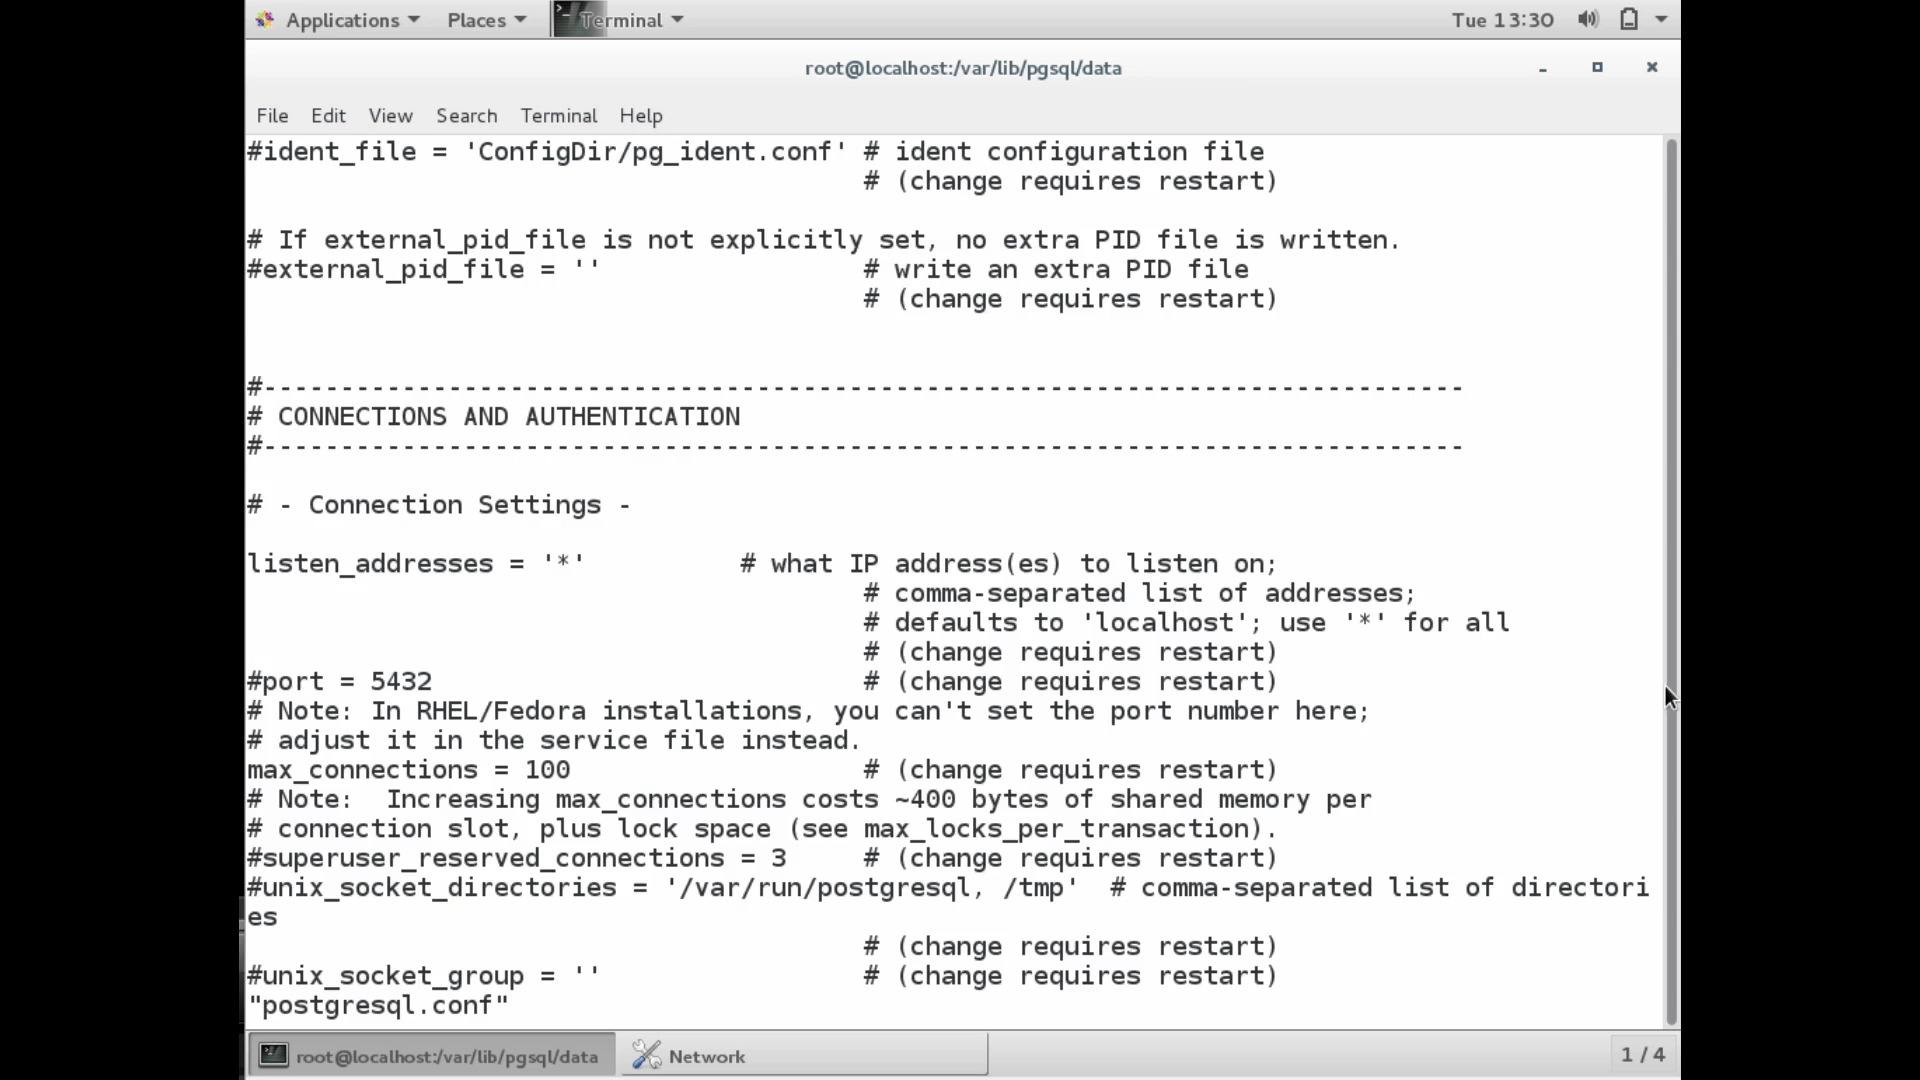 Applications Places Terminal Tue 13:30
root@localhost:/var/lib/pgsql/data
File Edit View Search Terminal Help
#ident_file = 'ConfigDir/pg_ident.conf' # ident configuration file
# (change requires restart)
# If external_pid_file is not explicitly set, no extra PID file is written.
#external_pid_file = '' # write an extra PID file
# (change requires restart)
#------------------------------------------------------------------------------
# CONNECTIONS AND AUTHENTICATION
#------------------------------------------------------------------------------
# - Connection Settings -
listen_addresses = '*' # what IP address(es) to listen on;
# comma-separated list of addresses;
# defaults to 'localhost'; use '*' for all
# (change requires restart)
#port = 5432 # (change requires restart)
# Note: In RHEL/Fedora installations, you can't set the port number here;
# adjust it in the service file instead.
max_connections = 100 # (change requires restart)
# Note:  Increasing max_connections costs ~400 bytes of shared memory per
# connection slot, plus lock space (see max_locks_per_transaction).
#superuser_reserved_connections = 3 # (change requires restart)
#unix_socket_directories = '/var/run/postgresql, /tmp' # comma-separated list of directori
es
# (change requires restart)
#unix_socket_group = '' # (change requires restart)
"postgresql.conf"
root@localhost:/var/lib/pgsql/data Network 1 / 4